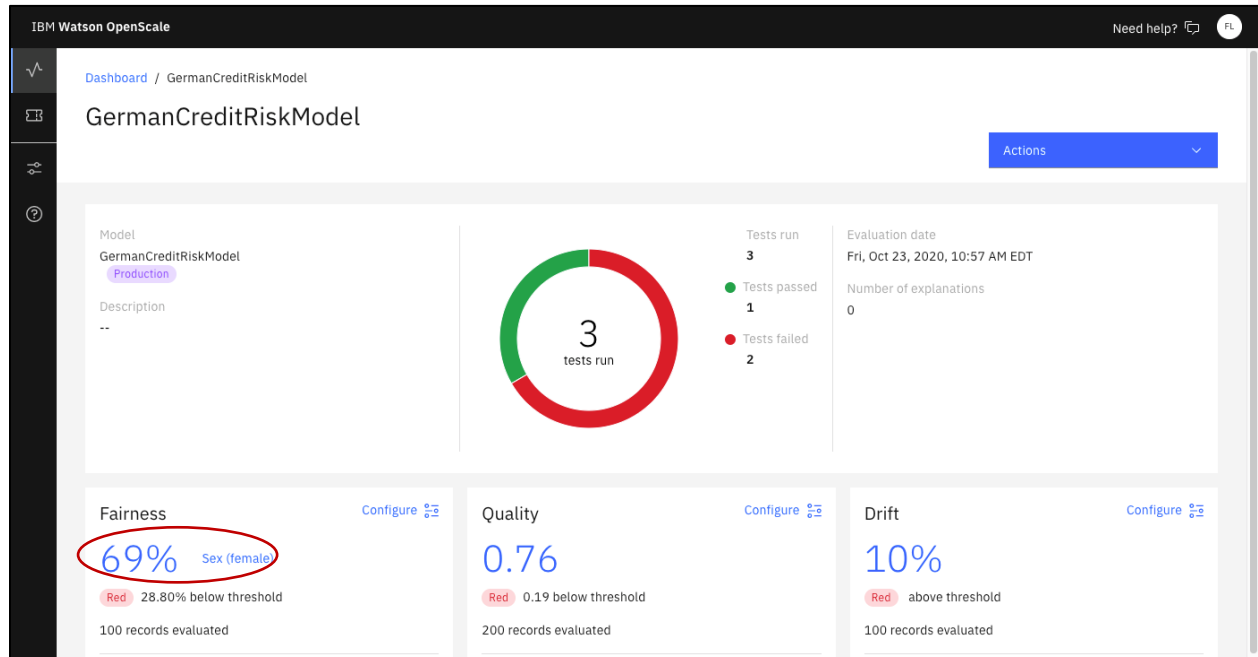 IBM Watson OpenScale
Need help?
FL
Dashboard / GermanCreditRiskModel
GermanCreditRiskModel
Actions
Model
GermanCreditRiskModel
Production
Description
--
3
tests run
Tests run
3
Tests passed
1
Tests failed
2
Evaluation date
Fri, Oct 23, 2020, 10:57 AM EDT
Number of explanations
0
Fairness
Configure
69% Sex (female)
Red 28.80% below threshold
100 records evaluated
Quality
Configure
0.76
Red 0.19 below threshold
200 records evaluated
Drift
Configure
10%
Red above threshold
100 records evaluated